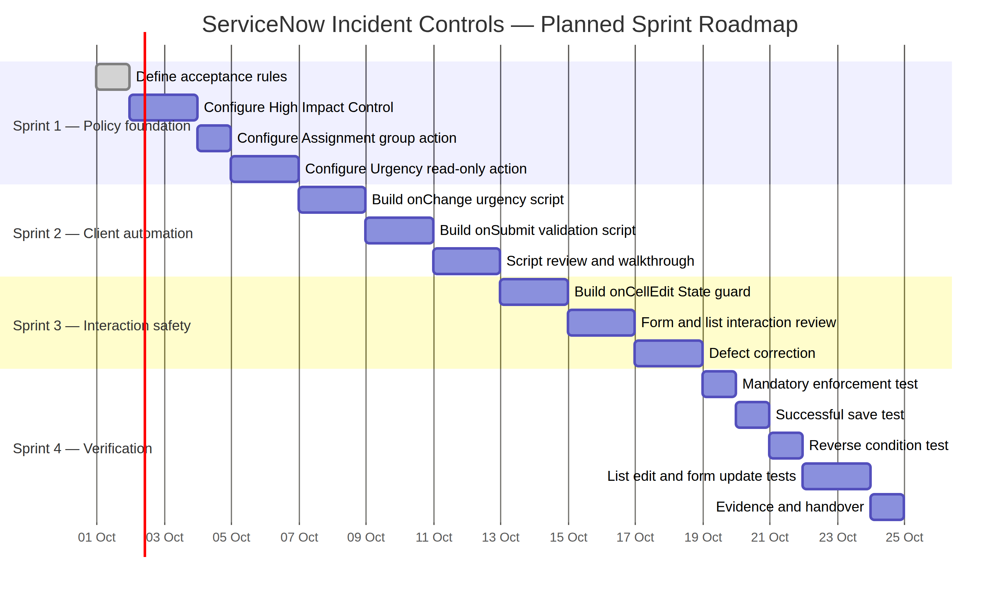 ServiceNow Incident Controls — Planned Sprint Roadmap
Define acceptance rules
Configure High Impact Control
Sprint 1 — Policy foundation
Configure Assignment group action
Configure Urgency read-only action
Build onChange urgency script
Build onSubmit validation script
Sprint 2 — Client automation
Script review and walkthrough
Build onCellEdit State guard
Form and list interaction review
Sprint 3 — Interaction safety
Defect correction
Mandatory enforcement test
Successful save test
Reverse condition test
Sprint 4 — Verification
List edit and form update tests
Evidence and handover
01 Oct 03 Oct 05 Oct 07 Oct 09 Oct 11 Oct 13 Oct 15 Oct 17 Oct 19 Oct 21 Oct 23 Oct 25 Oct